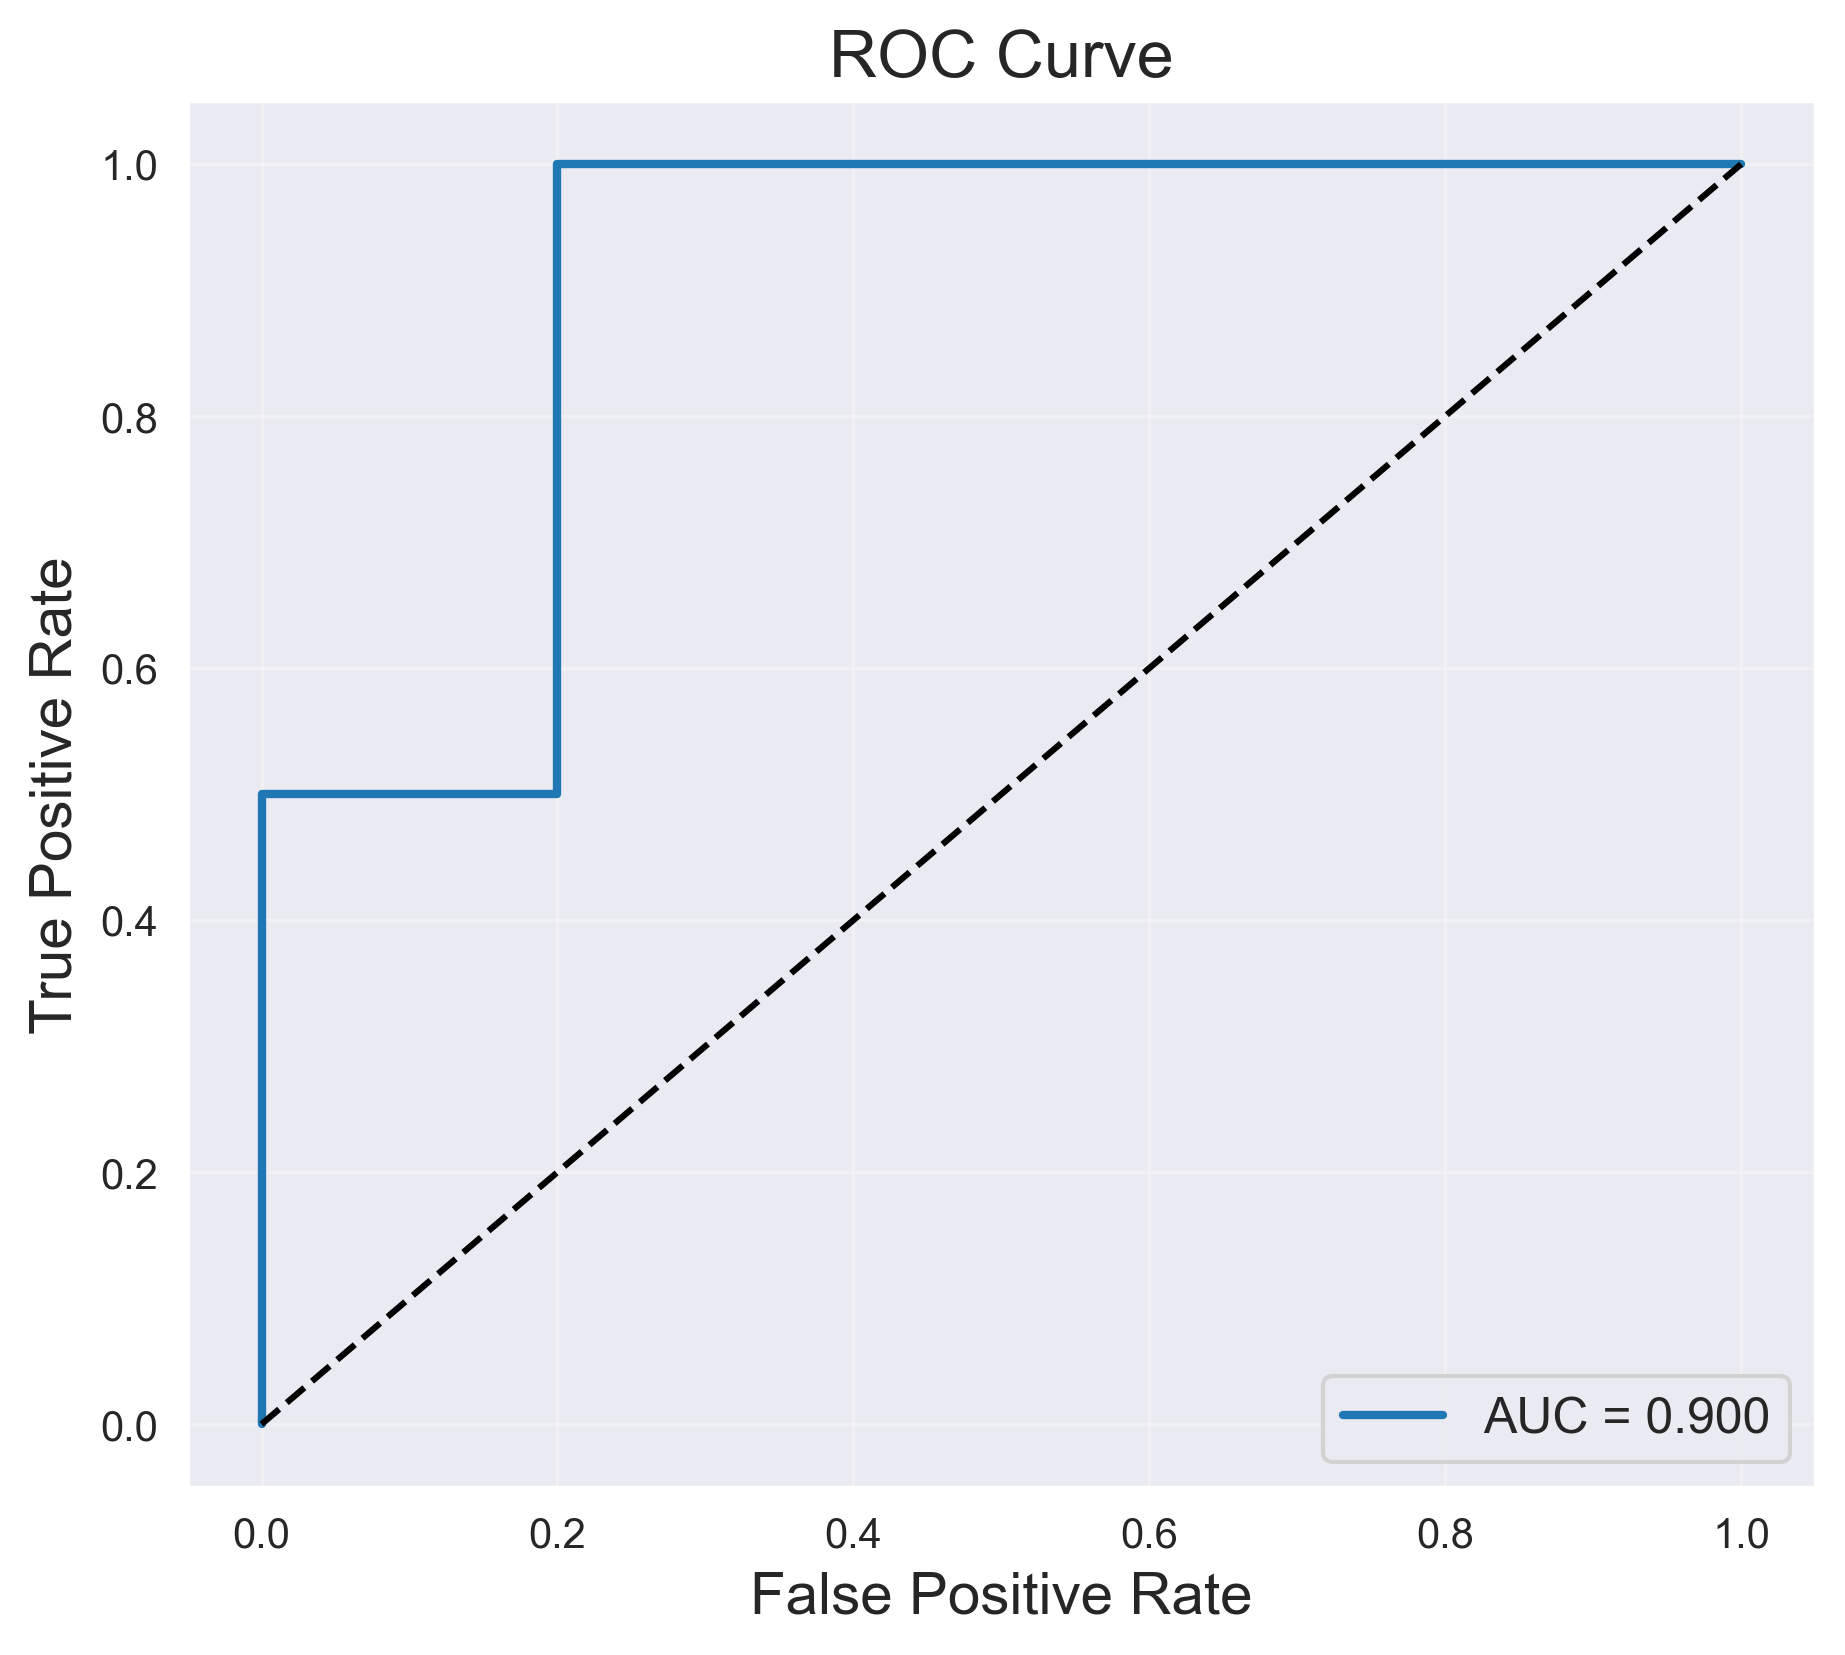 ROC Curve
1.0
0.8
0.6
0.4
0.2
0.0
True Positive Rate
AUC = 0.900
0.0 0.2 0.4 0.6 0.8 1.0
False Positive Rate